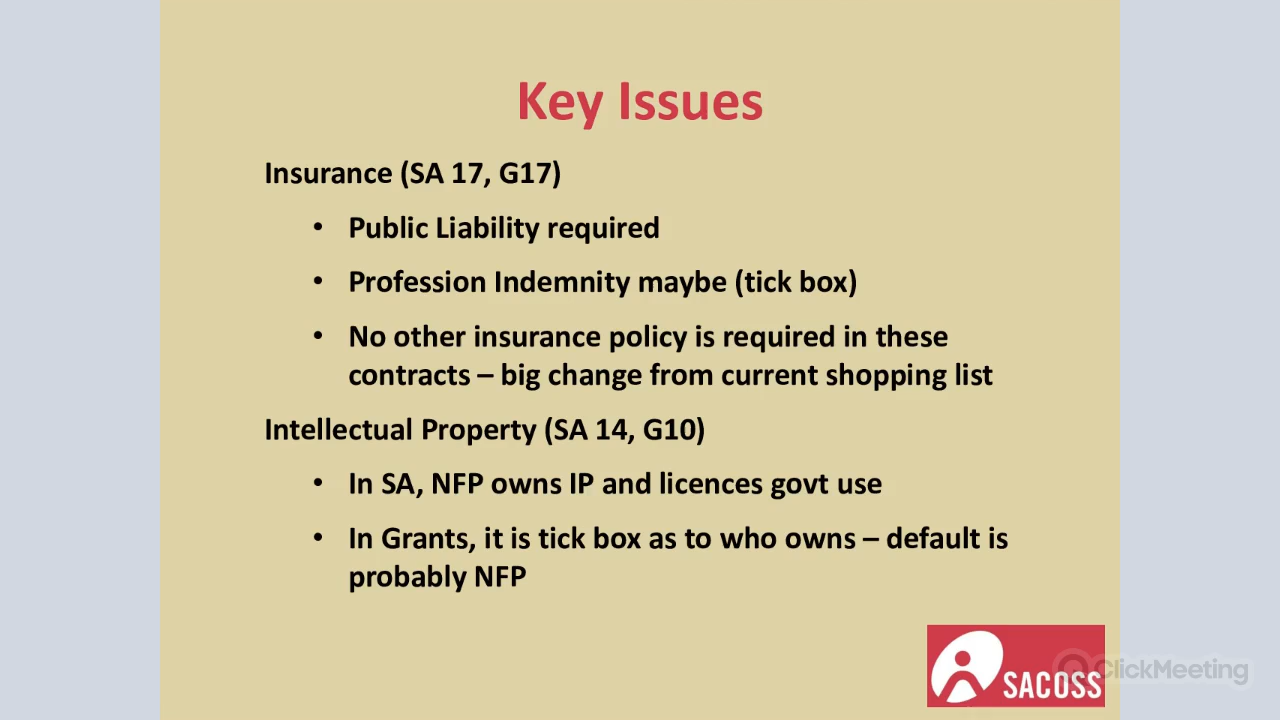 Key Issues
Insurance (SA 17, G17)
• Public Liability required
• Profession Indemnity maybe (tick box)
• No other insurance policy is required in these
contracts – big change from current shopping list
Intellectual Property (SA 14, G10)
• In SA, NFP owns IP and licences govt use
• In Grants, it is tick box as to who owns – default is
probably NFP
SACOSS
ClickMeeting